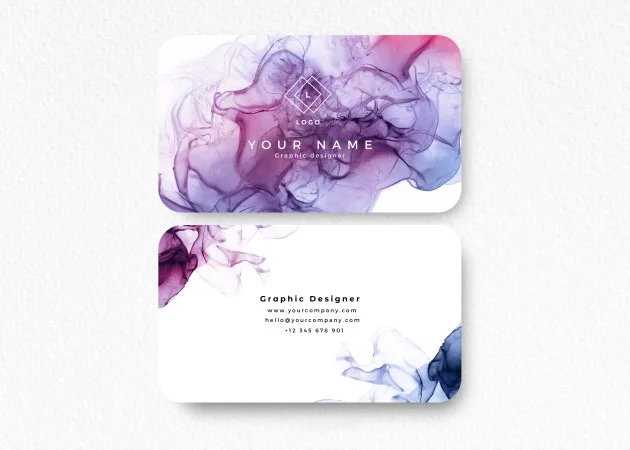 L
LOGO
YOUR NAME
Graphic designer
Graphic Designer
www.yourcompany.com
hello@yourcompany.com
+12 345 678 901